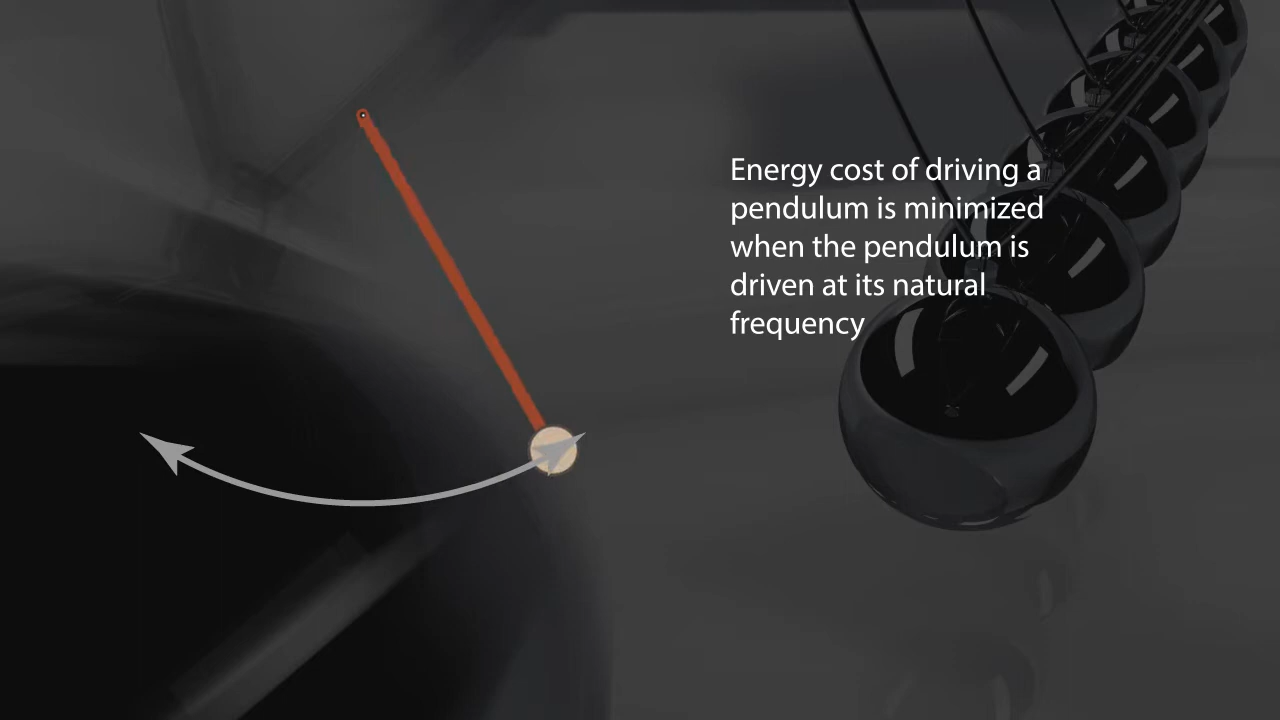 Energy cost of driving a
pendulum is minimized
when the pendulum is
driven at its natural
frequency